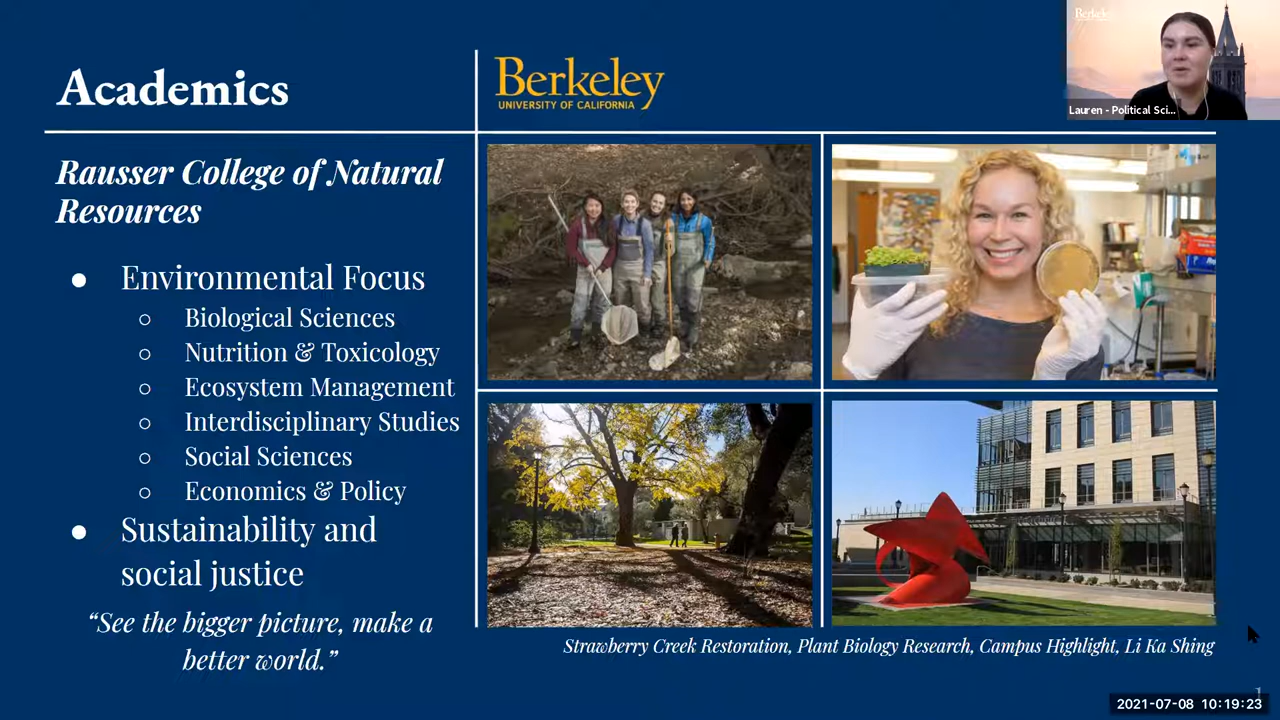 Academics
Berkeley
UNIVERSITY OF CALIFORNIA
Berkeley
Lauren - Political Sci...
Rausser College of Natural
Resources
● Environmental Focus
○ Biological Sciences
○ Nutrition & Toxicology
○ Ecosystem Management
○ Interdisciplinary Studies
○ Social Sciences
○ Economics & Policy
● Sustainability and
social justice
“See the bigger picture, make a
better world.”
Strawberry Creek Restoration, Plant Biology Research, Campus Highlight, Li Ka Shing
1
2021-07-08 10:19:23